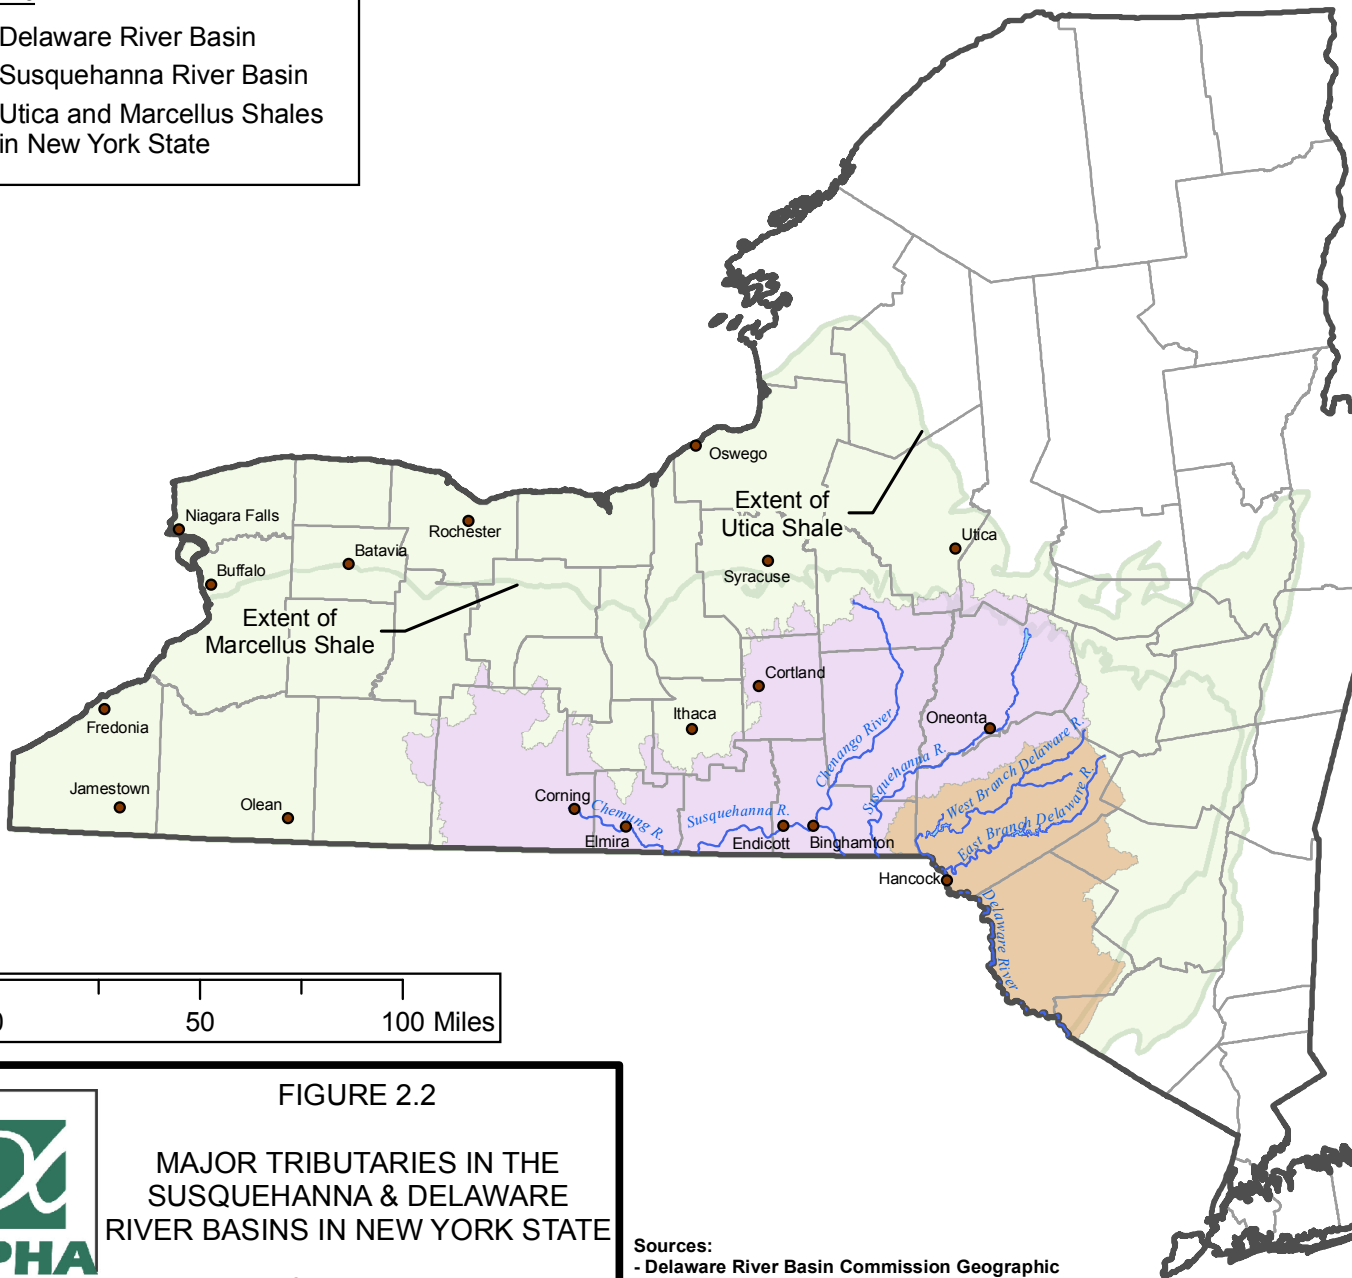 Delaware River Basin
Susquehanna River Basin
Utica and Marcellus Shales
in New York State
Oswego
Extent of
Utica Shale
Niagara Falls
Rochester
Batavia
Utica
Buffalo
Syracuse
Extent of
Marcellus Shale
Cortland
Fredonia
Ithaca
Oneonta
Chenango River
Susquehanna R.
West Branch Delaware R.
East Branch Delaware R.
Jamestown
Olean
Corning
Chemung R.
Elmira
Susquehanna R.
Endicott
Binghamton
Hancock
Delaware River
0
50
100 Miles
FIGURE 2.2
MAJOR TRIBUTARIES IN THE
SUSQUEHANNA & DELAWARE
RIVER BASINS IN NEW YORK STATE
PHA
Sources:
- Delaware River Basin Commission Geographic